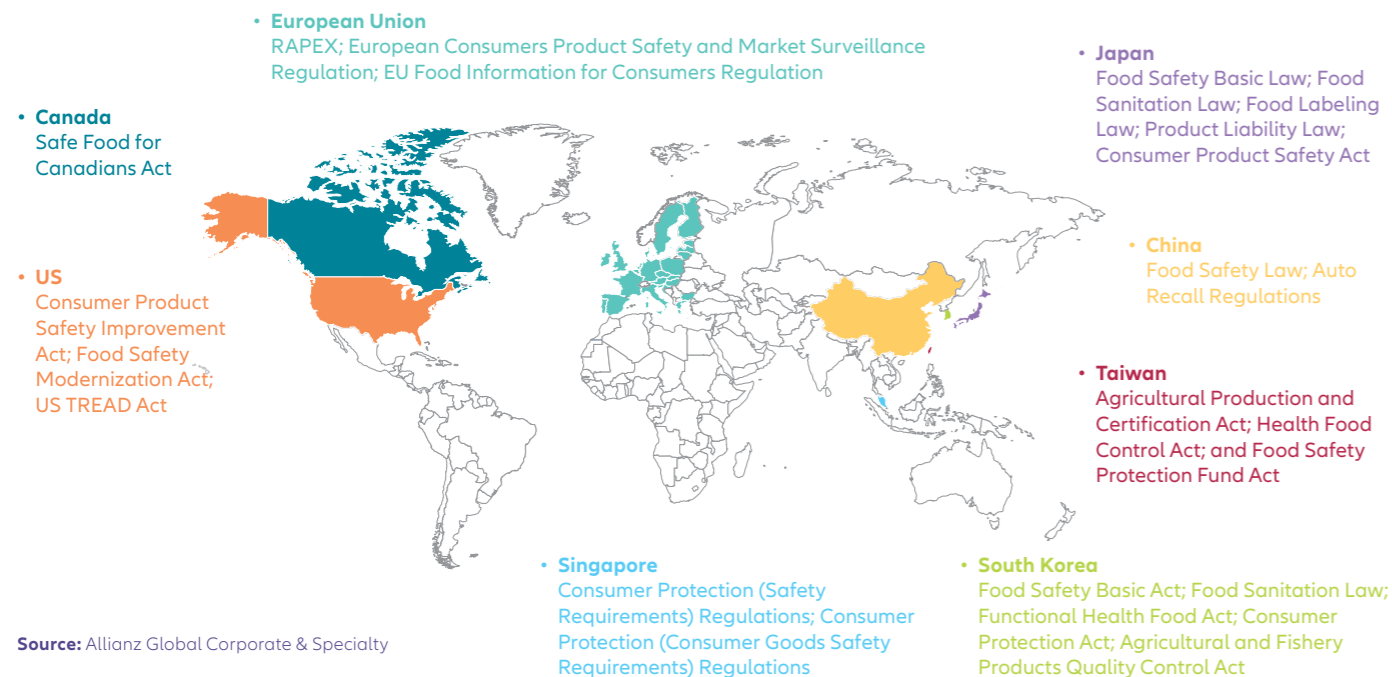 • European Union
RAPEX; European Consumers Product Safety and Market Surveillance
Regulation; EU Food Information for Consumers Regulation
• Japan
Food Safety Basic Law; Food
Sanitation Law; Food Labeling
Law; Product Liability Law;
Consumer Product Safety Act
• Canada
Safe Food for
Canadians Act
• China
Food Safety Law; Auto
Recall Regulations
• US
Consumer Product
Safety Improvement
Act; Food Safety
Modernization Act;
US TREAD Act
• Taiwan
Agricultural Production and
Certification Act; Health Food
Control Act; and Food Safety
Protection Fund Act
• Singapore
Consumer Protection (Safety
Requirements) Regulations; Consumer
Protection (Consumer Goods Safety
Requirements) Regulations
• South Korea
Food Safety Basic Act; Food Sanitation Law;
Functional Health Food Act; Consumer
Protection Act; Agricultural and Fishery
Products Quality Control Act
Source: Allianz Global Corporate & Specialty